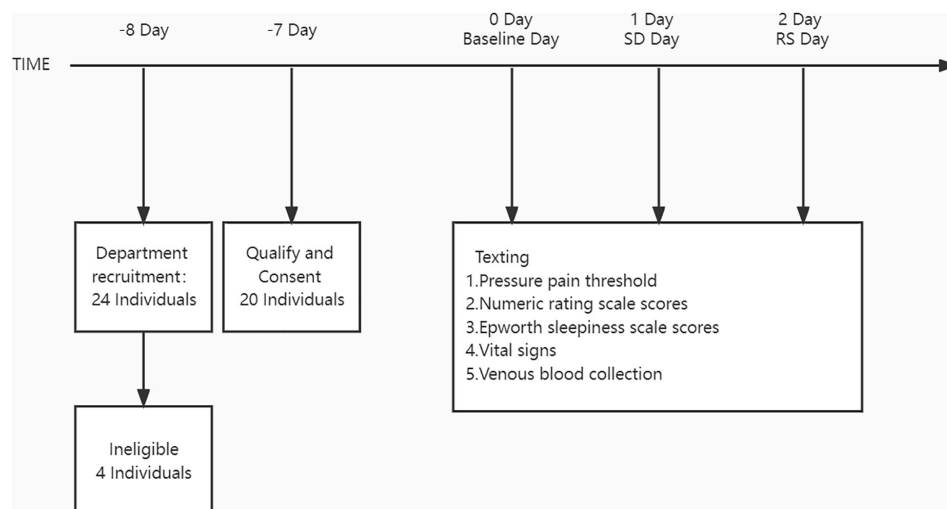 -8 Day
-7 Day
0 Day
Baseline Day
1 Day
SD Day
2 Day
RS Day
TIME
Department
recruitment:
24 Individuals
Qualify and
Consent
20 Individuals
Texting
1.Pressure pain threshold
2.Numeric rating scale scores
3.Epworth sleepiness scale scores
4.Vital signs
5.Venous blood collection
Ineligible
4 Individuals